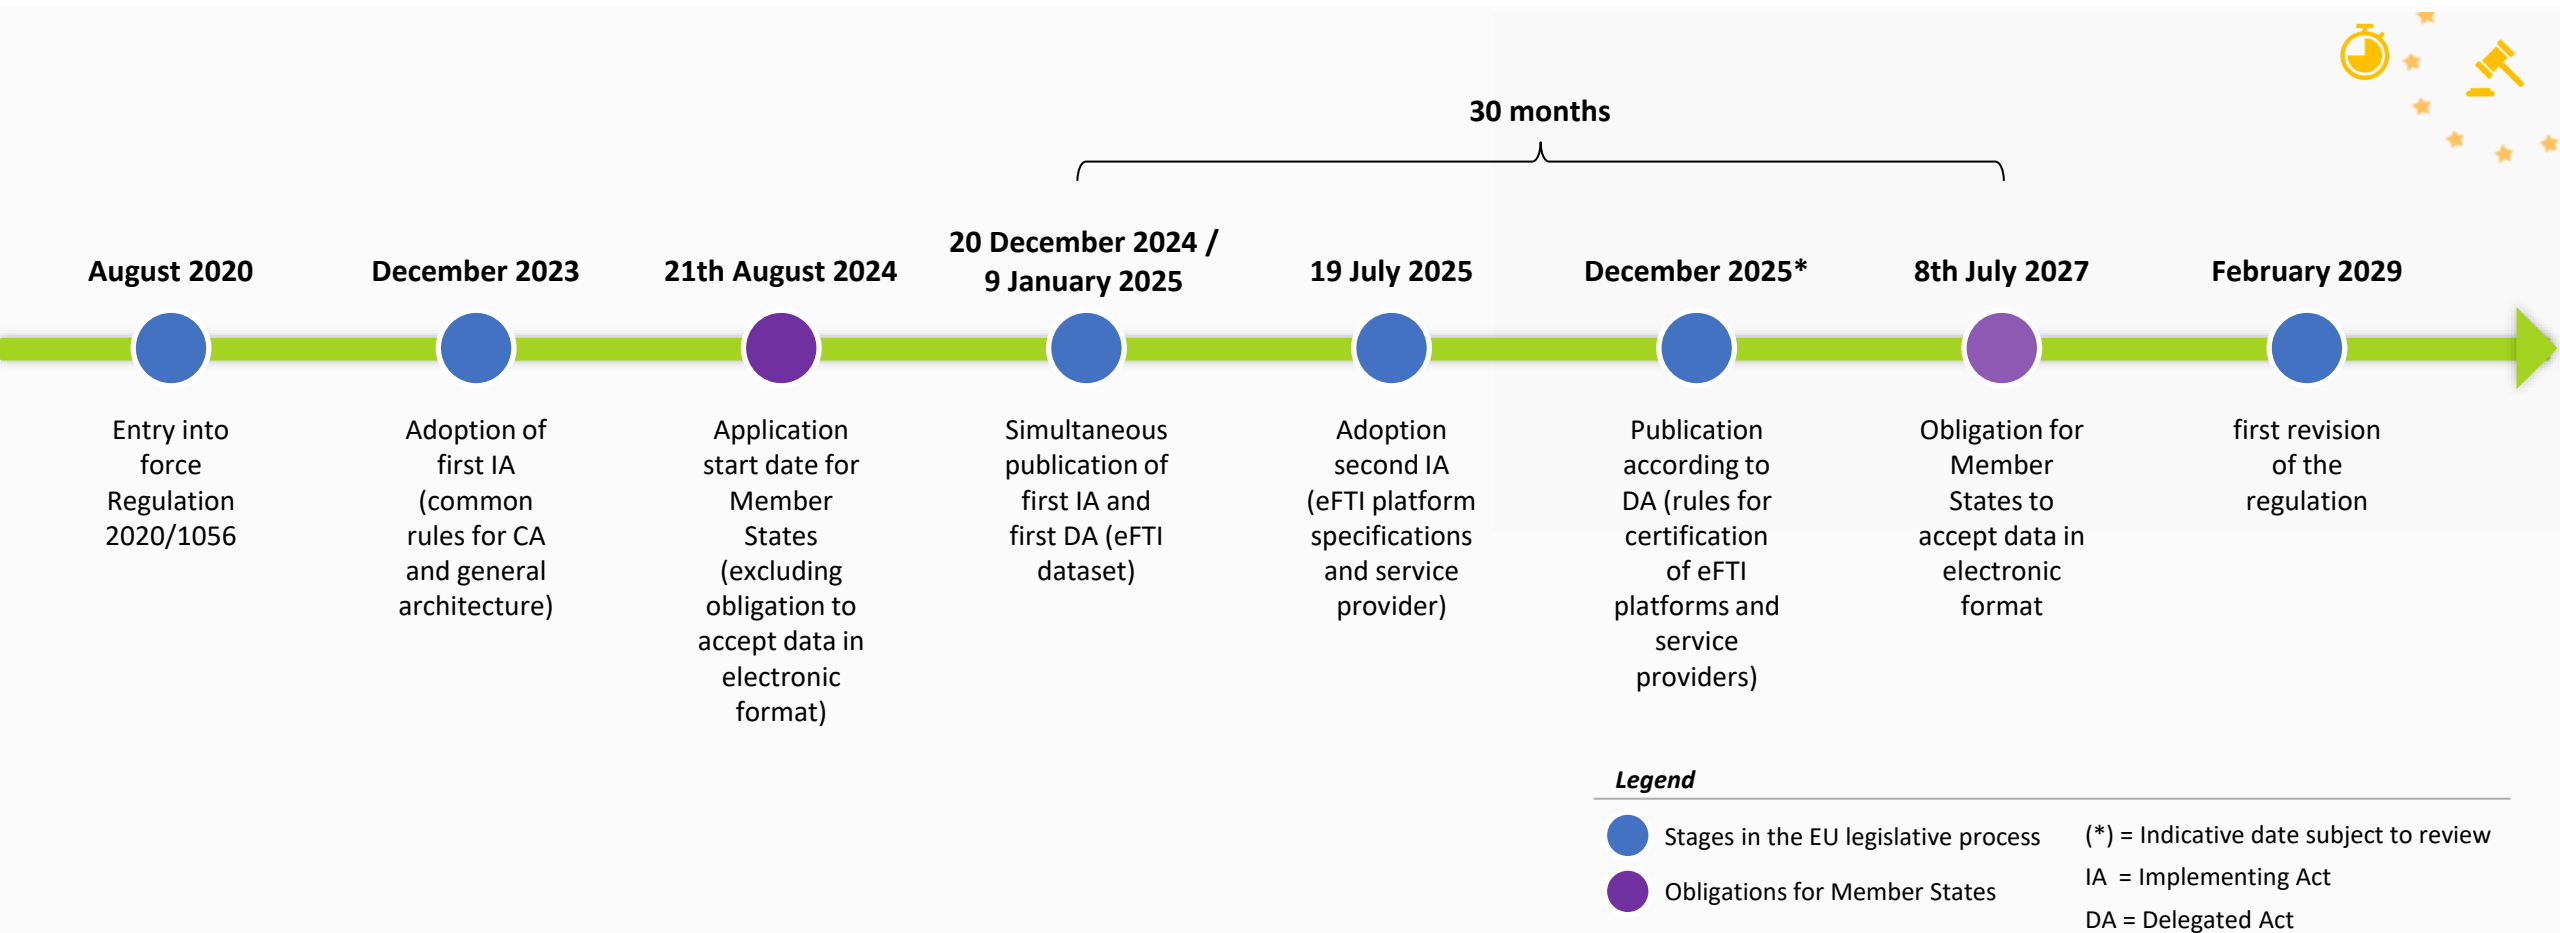 30 months
August 2020
December 2023
21th August 2024
20 December 2024 /
9 January 2025
19 July 2025
December 2025*
8th July 2027
February 2029
Entry into
force
Regulation
2020/1056
Adoption of
first IA
(common
rules for CA
and general
architecture)
Application
start date for
Member
States
(excluding
obligation to
accept data in
electronic
format)
Simultaneous
publication of
first IA and
first DA (eFTI
dataset)
Adoption
second IA
(eFTI platform
specifications
and service
provider)
Publication
according to
DA (rules for
certification
of eFTI
platforms and
service
providers)
Obligation for
Member
States to
accept data in
electronic
format
first revision
of the
regulation
Legend
Stages in the EU legislative process
Obligations for Member States
(*) = Indicative date subject to review
IA = Implementing Act
DA = Delegated Act